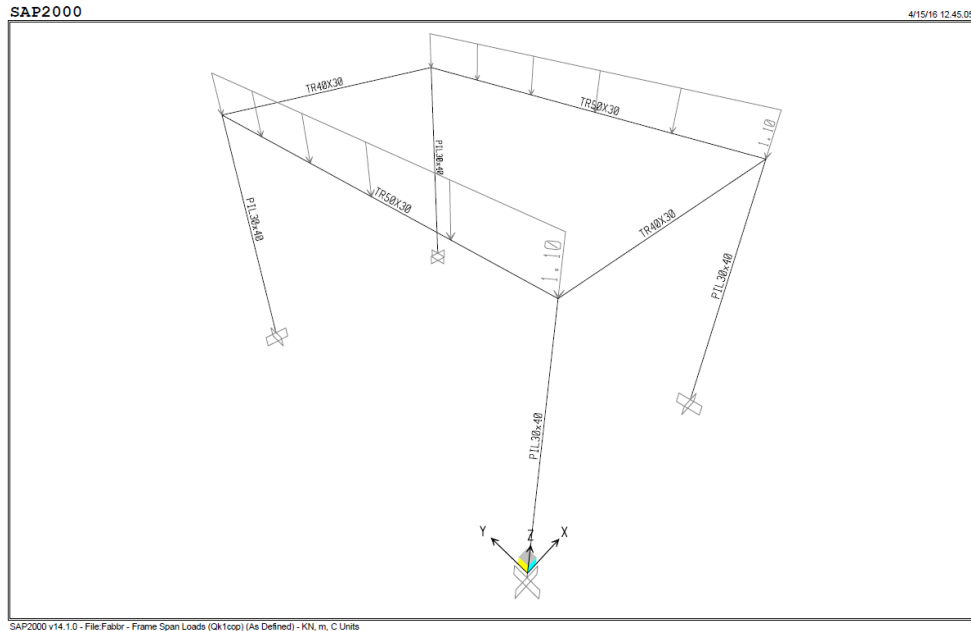 SAP2000
4/15/16 12.45.05
TR40X30
TR50X30
1.10
PIL30x40
PIL30x40
TR50X30
TR40X30
1.10
PIL30x40
PIL30x40
Y
Z
X
SAP2000 v14.1.0 - File:Fabbr - Frame Span Loads (Qk1cop) (As Defined) - KN, m, C Units